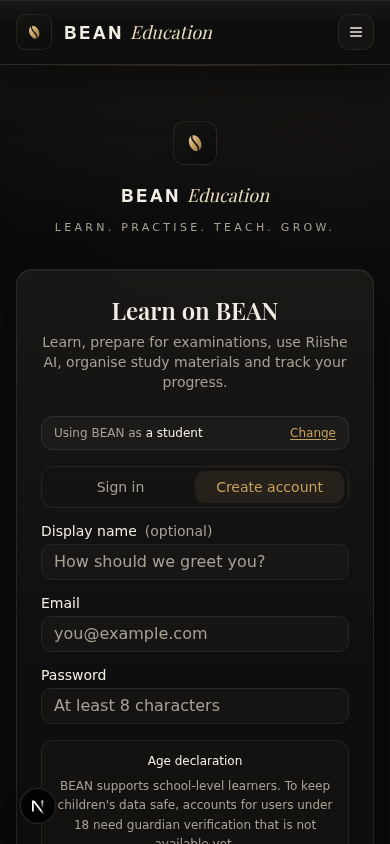 BEAN Education
BEAN Education
LEARN. PRACTISE. TEACH. GROW.
Learn on BEAN
Learn, prepare for examinations, use Riishe
AI, organise study materials and track your
progress.
Using BEAN as a student Change
Sign in Create account
Display name (optional)
How should we greet you?
Email
you@example.com
Password
At least 8 characters
Age declaration
BEAN supports school-level learners. To keep
children's data safe, accounts for users under
18 need guardian verification that is not
available yet
N